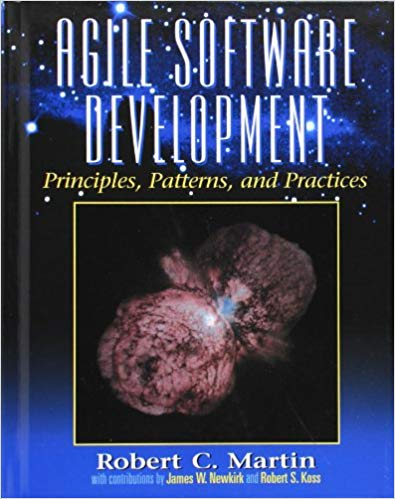 AGILE SOFTWARE
DEVELOPMENT
Principles, Patterns, and Practices
Robert C. Martin
with contributions by James W. Newkirk and Robert S. Koss